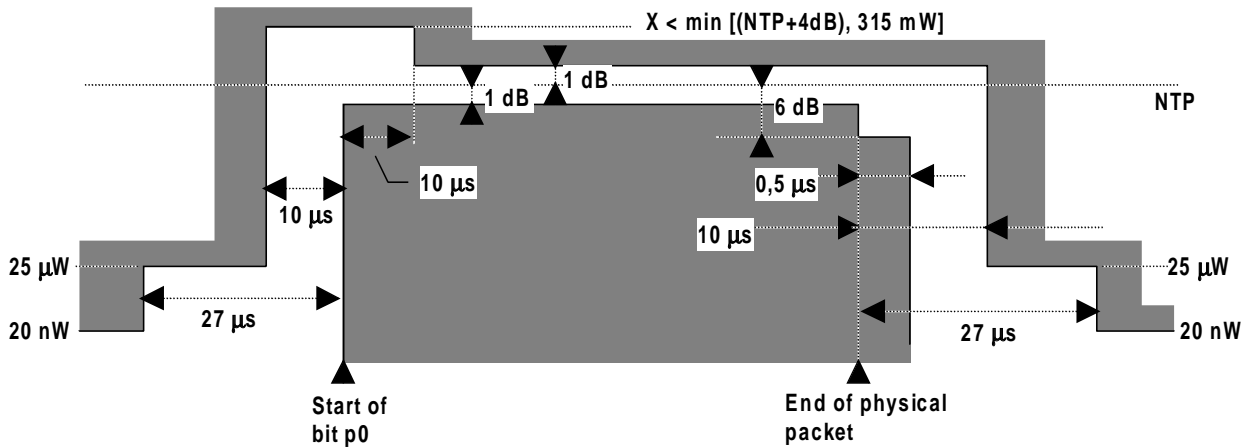 X < min [(NTP+4dB), 315 mW]
1 dB
1 dB
NTP
6 dB
10 μs
0,5 μs
10 μs
10 μs
25 μW
25 μW
27 μs
27 μs
20 nW
20 nW
Start of
bit p0
End of physical
packet